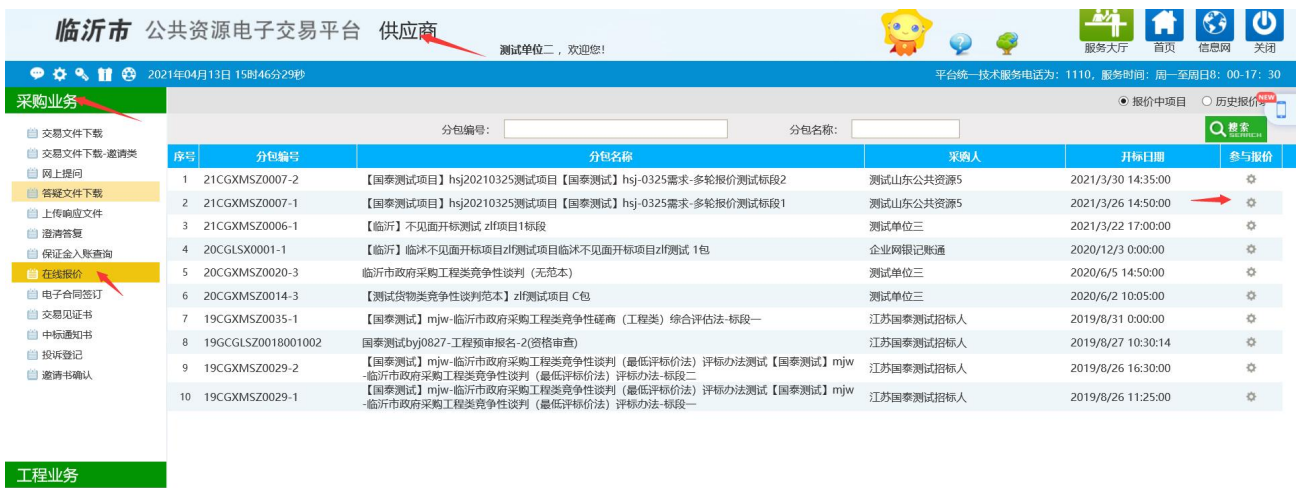 临沂市 公共资源电子交易平台 供应商
测试单位二，欢迎您!
服务大厅 首页 信息网 关闭
2021年04月13日 15时46分29秒
平台统一技术服务电话为：1110, 服务时间：周一至周日8：00-17：30
采购业务
报价中项目 历史报价
NEW
交易文件下载
交易文件下载-邀请类
网上提问
答疑文件下载
上传响应文件
澄清答复
保证金入账查询
在线报价
电子合同签订
交易见证书
中标通知书
投诉登记
邀请书确认
工程业务
分包编号： 分包名称： 搜索 SEARCH
序号 分包编号 分包名称 采购人 开标日期 参与报价
1 21CGXMSZ0007-2 【国泰测试项目】hsj20210325测试项目【国泰测试】hsj-0325需求-多轮报价测试标段2 测试山东公共资源5 2021/3/30 14:35:00
2 21CGXMSZ0007-1 【国泰测试项目】hsj20210325测试项目【国泰测试】hsj-0325需求-多轮报价测试标段1 测试山东公共资源5 2021/3/26 14:50:00
3 21CGXMSZ0006-1 【临沂】不见面开标测试 zlf项目1标段 测试单位三 2021/3/22 17:00:00
4 20CGLSX0001-1 【临沂】临沭不见面开标项目zlf测试项目临沭不见面开标项目zlf测试 1包 企业网银记账通 2020/12/3 0:00:00
5 20CGXMSZ0020-3 临沂市政府采购工程类竞争性谈判（无范本） 测试单位三 2020/6/5 14:50:00
6 20CGXMSZ0014-3 【测试货物类竞争性谈判范本】zlf测试项目 C包 测试单位三 2020/6/2 10:05:00
7 19CGXMSZ0035-1 【国泰测试】mjw-临沂市政府采购工程类竞争性磋商（工程类）综合评估法-标段一 江苏国泰测试招标人 2019/8/31 0:00:00
8 19GCGLSZ0018001002 国泰测试byj0827-工程预审报名-2(资格审查) 江苏国泰测试招标人 2019/8/27 10:30:14
9 19CGXMSZ0029-2 【国泰测试】mjw-临沂市政府采购工程类竞争性谈判（最低评标价法）评标办法测试【国泰测试】mjw 江苏国泰测试招标人 2019/8/26 16:30:00
-临沂市政府采购工程类竞争性谈判（最低评标价法）评标办法-标段二
10 19CGXMSZ0029-1 【国泰测试】mjw-临沂市政府采购工程类竞争性谈判（最低评标价法）评标办法测试【国泰测试】mjw 江苏国泰测试招标人 2019/8/26 11:25:00
-临沂市政府采购工程类竞争性谈判（最低评标价法）评标办法-标段一